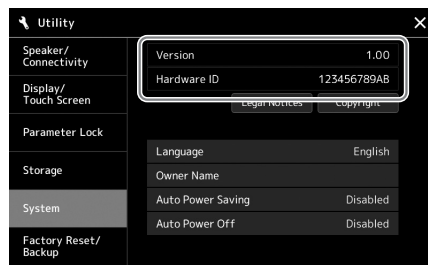 Utility
Speaker/
Connectivity
Display/
Touch Screen
Parameter Lock
Storage
System
Factory Reset/
Backup
Version 1.00
Hardware ID 123456789AB
Legal Notices Copyright
Language English
Owner Name
Auto Power Saving Disabled
Auto Power Off Disabled